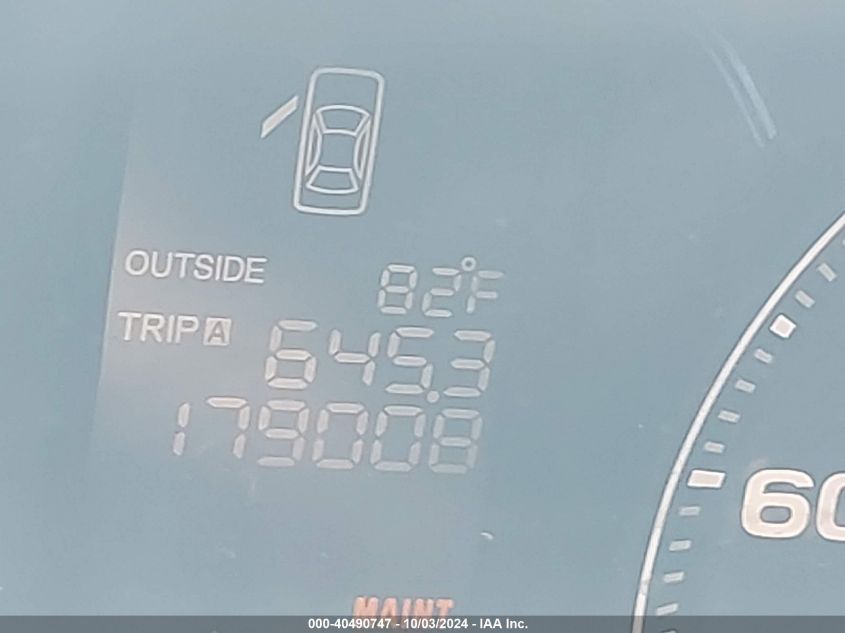 OUTSIDE 82°F
TRIP A 645.3
179008
60
MAINT
000-40490747 - 10/03/2024 - IAA Inc.